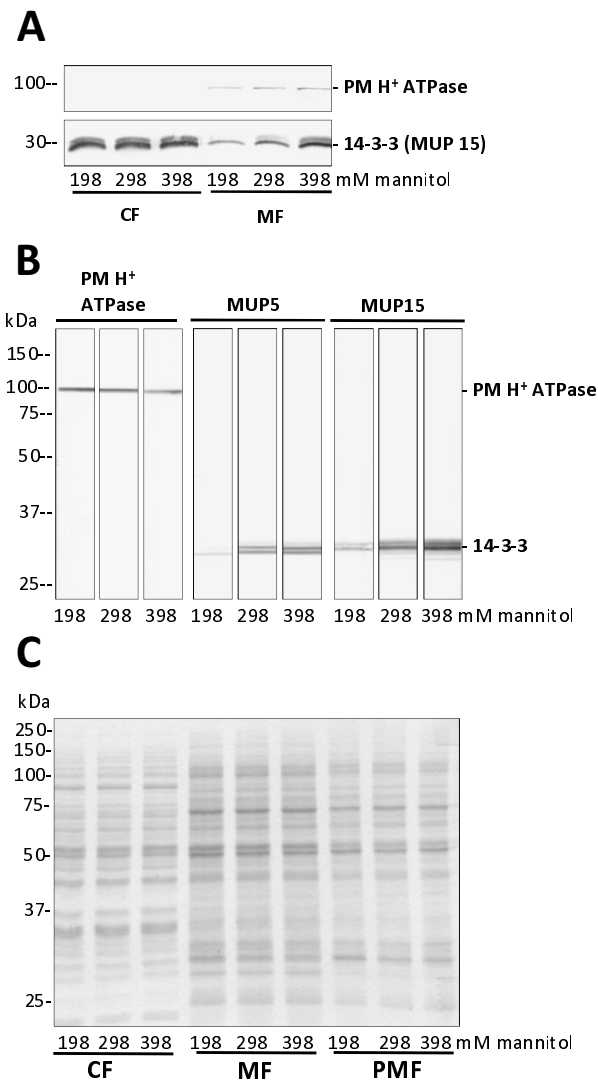 A
100--
- PM H⁺ ATPase
30--
- 14-3-3 (MUP 15)
198 298 398 198 298 398 mM mannitol
CF MF
B
PM H⁺
ATPase MUP5 MUP15
kDa
150--
100--
- PM H⁺ ATPase
75--
50--
37--
- 14-3-3
25--
198 298 398 198 298 398 198 298 398 mM mannitol
C
kDa
250-
150-
100-
75-
50-
37-
25-
198 298 398 198 298 398 198 298 398 mM mannitol
CF MF PMF